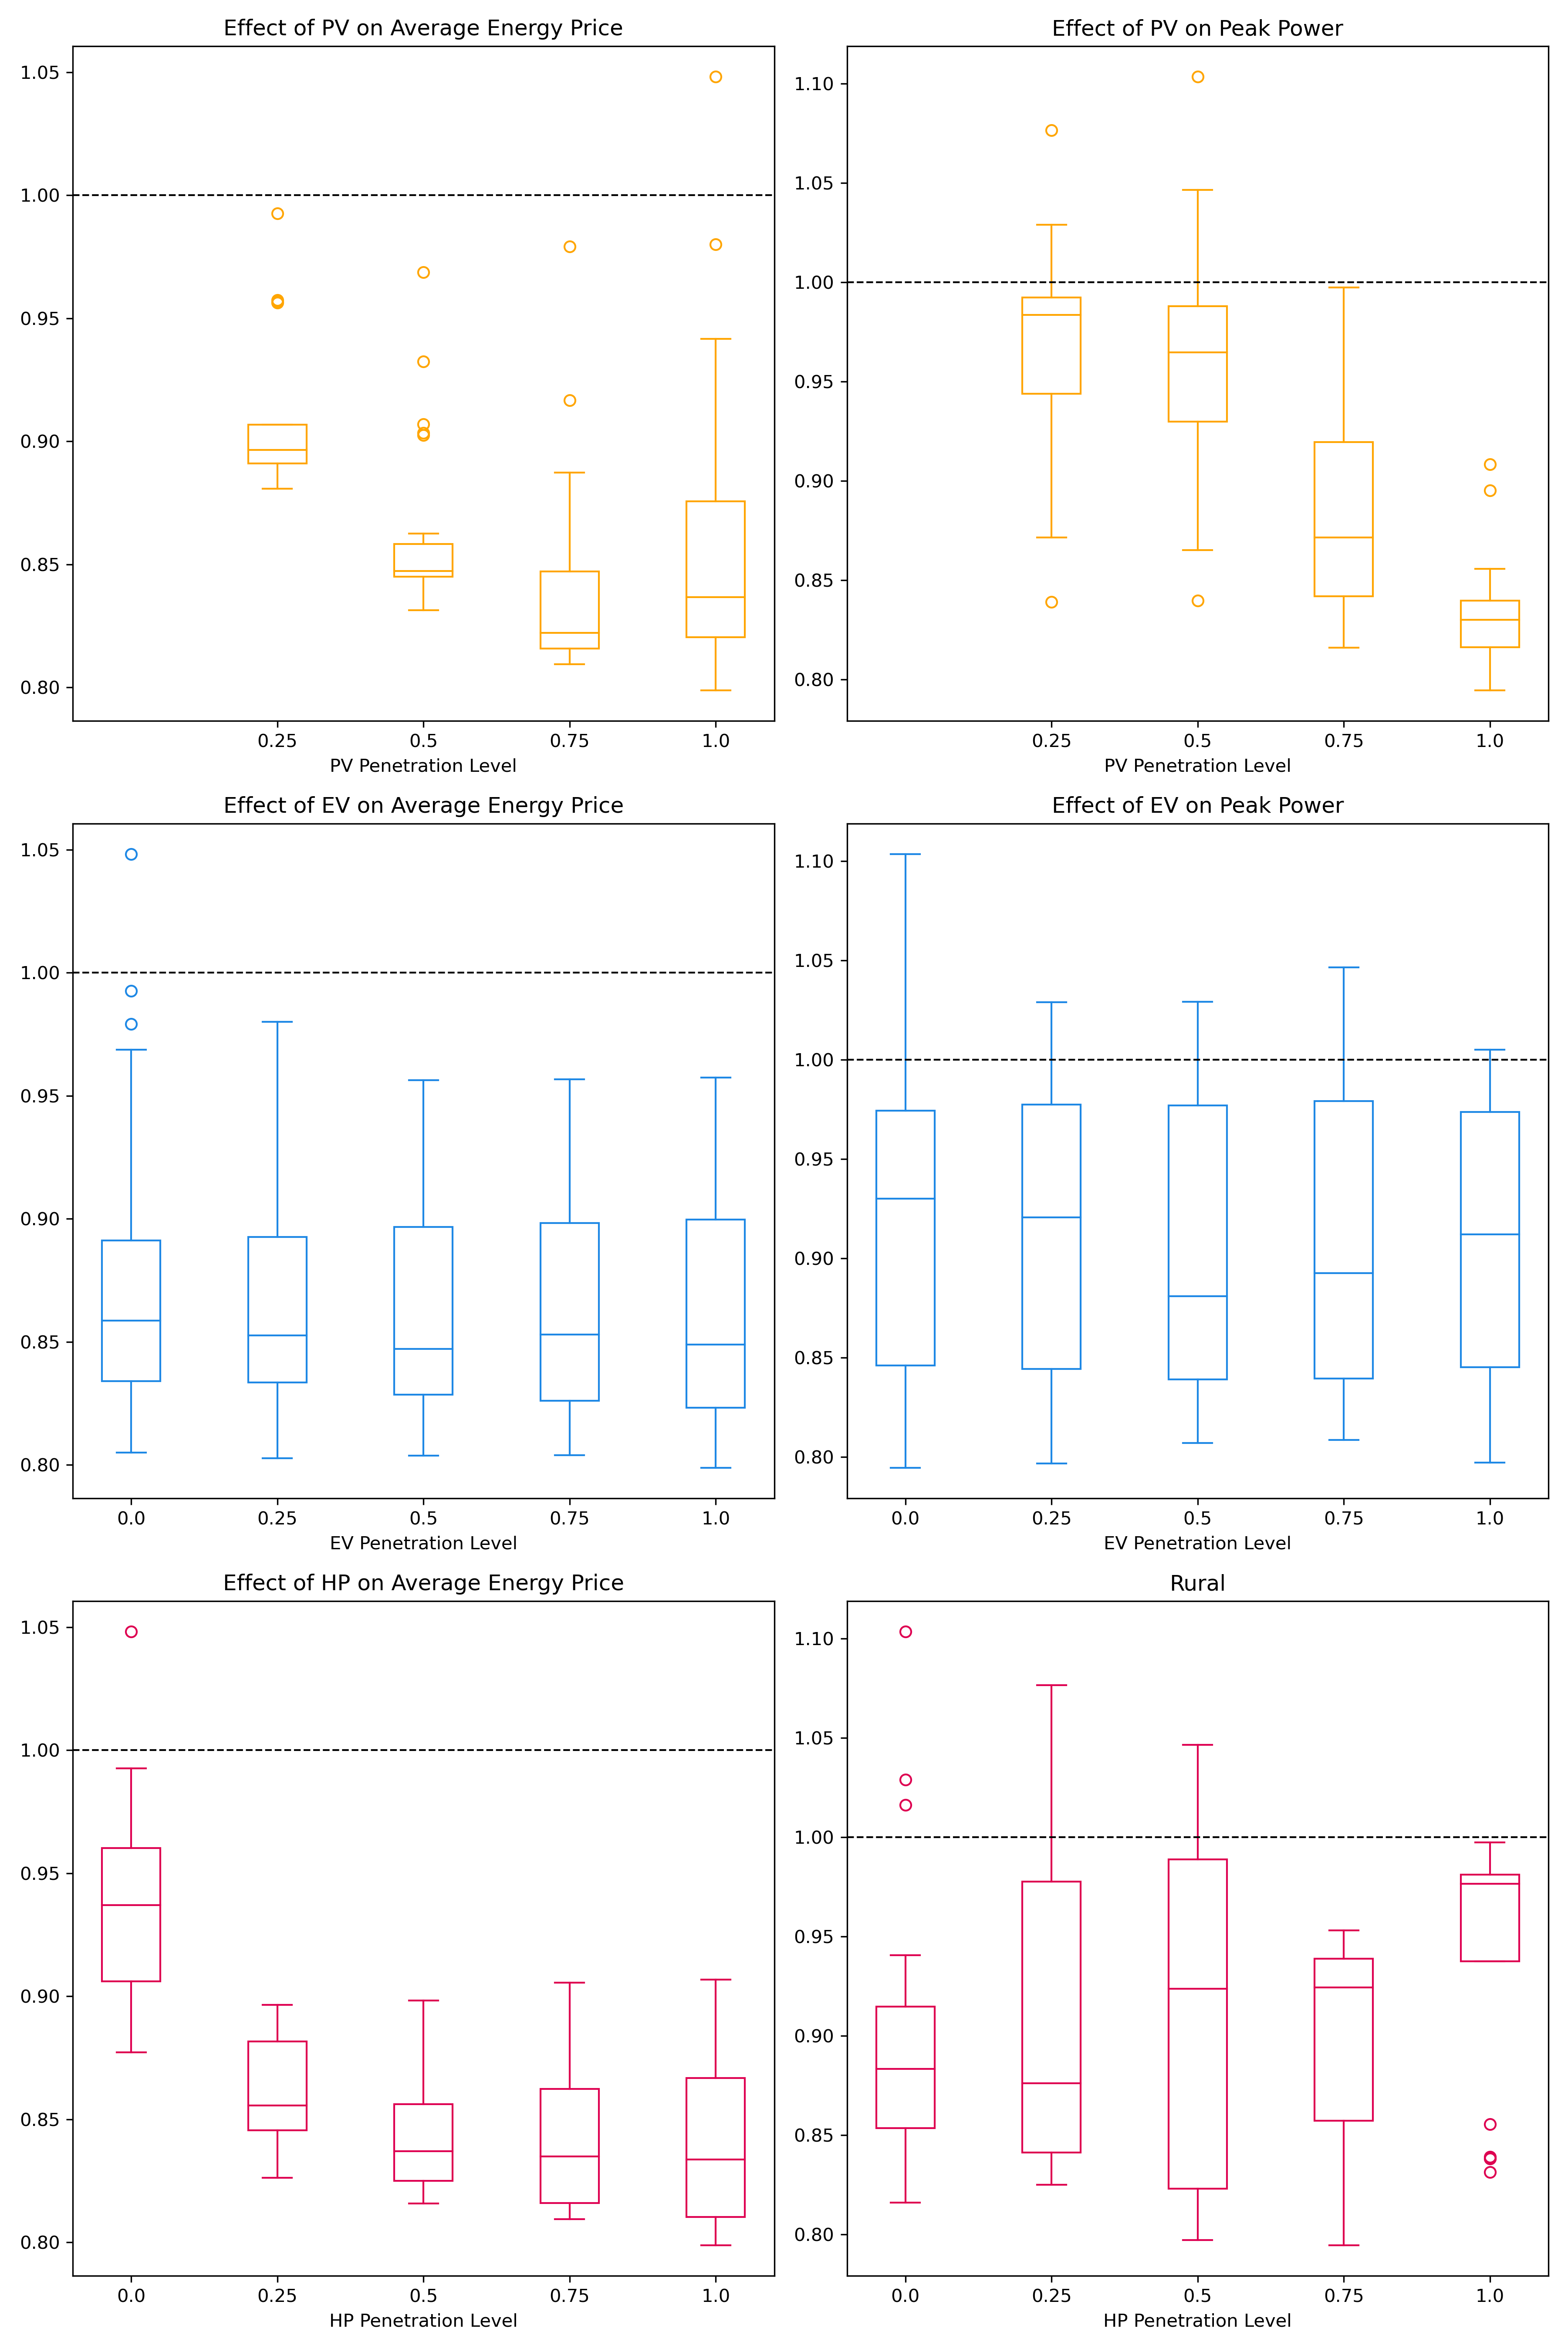 Effect of PV on Average Energy Price
1.05
1.00
0.95
0.90
0.85
0.80
0.25 0.5 0.75 1.0
PV Penetration Level
Effect of PV on Peak Power
1.10
1.05
1.00
0.95
0.90
0.85
0.80
0.25 0.5 0.75 1.0
PV Penetration Level
Effect of EV on Average Energy Price
1.05
1.00
0.95
0.90
0.85
0.80
0.0 0.25 0.5 0.75 1.0
EV Penetration Level
Effect of EV on Peak Power
1.10
1.05
1.00
0.95
0.90
0.85
0.80
0.0 0.25 0.5 0.75 1.0
EV Penetration Level
Effect of HP on Average Energy Price
1.05
1.00
0.95
0.90
0.85
0.80
0.0 0.25 0.5 0.75 1.0
HP Penetration Level
Rural
1.10
1.05
1.00
0.95
0.90
0.85
0.80
0.0 0.25 0.5 0.75 1.0
HP Penetration Level